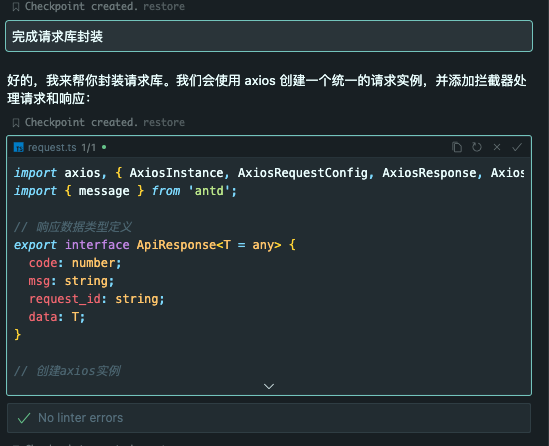 Checkpoint created. restore
完成请求库封装
好的，我来帮你封装请求库。我们会使用 axios 创建一个统一的请求实例，并添加拦截器处
理请求和响应：
Checkpoint created. restore
request.ts 1/1
import axios, { AxiosInstance, AxiosRequestConfig, AxiosResponse, Axios
import { message } from 'antd';
// 响应数据类型定义
export interface ApiResponse<T = any> {
code: number;
msg: string;
request_id: string;
data: T;
}
// 创建axios实例
No linter errors